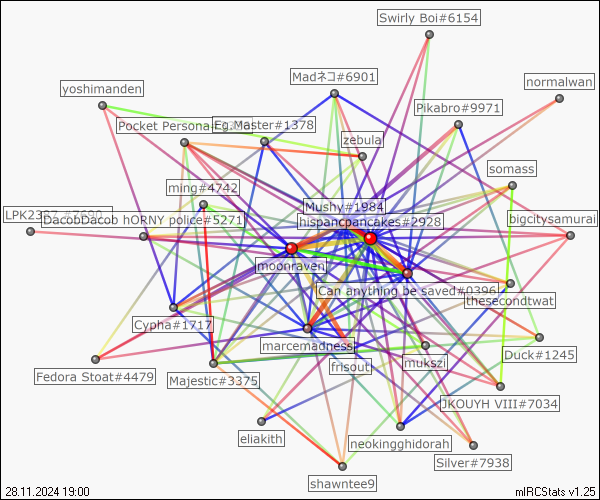 Swirly Boi#6154
Madネコ#6901
normalwan
yoshimanden
Pikabro#9971
Pocket Persona
Eg Master#1378
zebula
somass
ming#4742
Mushy#1984
DacobDacob hORNY police#5271
hispancpancakes#2928
bigcitysamurai
moonraven
Can anything be saved#0396
thesecondtwat
Cypha#1717
marcemadness
Duck#1245
frisout
mukszi
Fedora Stoat#4479
Majestic#3375
JKOUYH VIII#7034
eliakith
neokingghidorah
Silver#7938
shawntee9
28.11.2024 19:00
mIRCStats v1.25